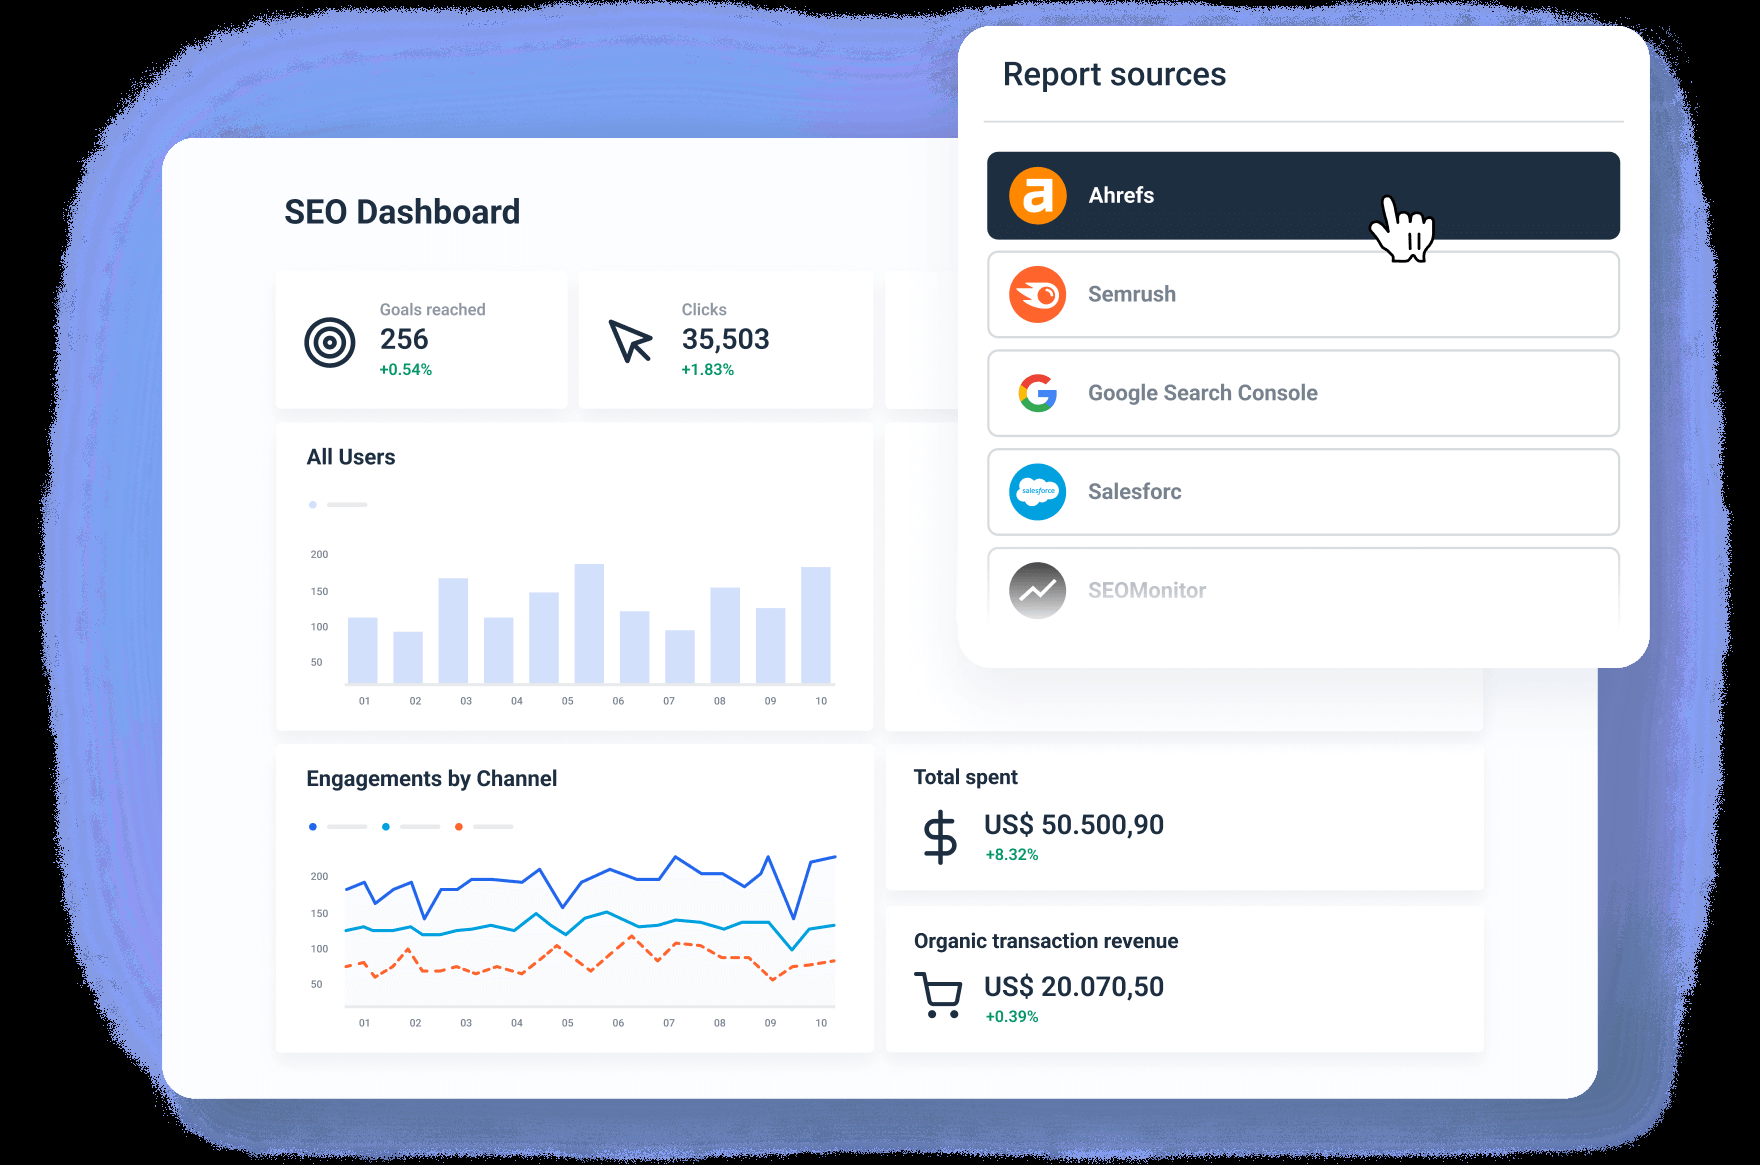 Report sources
Ahrefs
Semrush
Google Search Console
salesforce
Salesforc
SEOMonitor
SEO Dashboard
Goals reached
256
+0.54%
Clicks
35,503
+1.83%
All Users
200
150
100
50
01 02 03 04 05 06 07 08 09 10
Engagements by Channel
200
150
100
50
01 02 03 04 05 06 07 08 09 10
Total spent
US$ 50.500,90
+8.32%
Organic transaction revenue
US$ 20.070,50
+0.39%